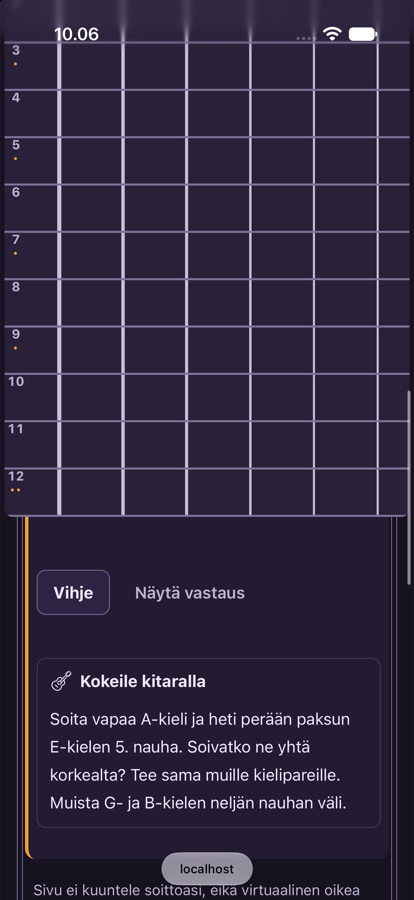 10.06
3
4
5
6
7
8
9
10
11
12
Vihje Näytä vastaus
Kokeile kitaralla
Soita vapaa A-kieli ja heti perään paksun
E-kielen 5. nauha. Soivatko ne yhtä
korkealta? Tee sama muille kielipareille.
Muista G- ja B-kielen neljän nauhan väli.
localhost
Sivu ei kuuntele soittoasi, eikä virtuaalinen oikea